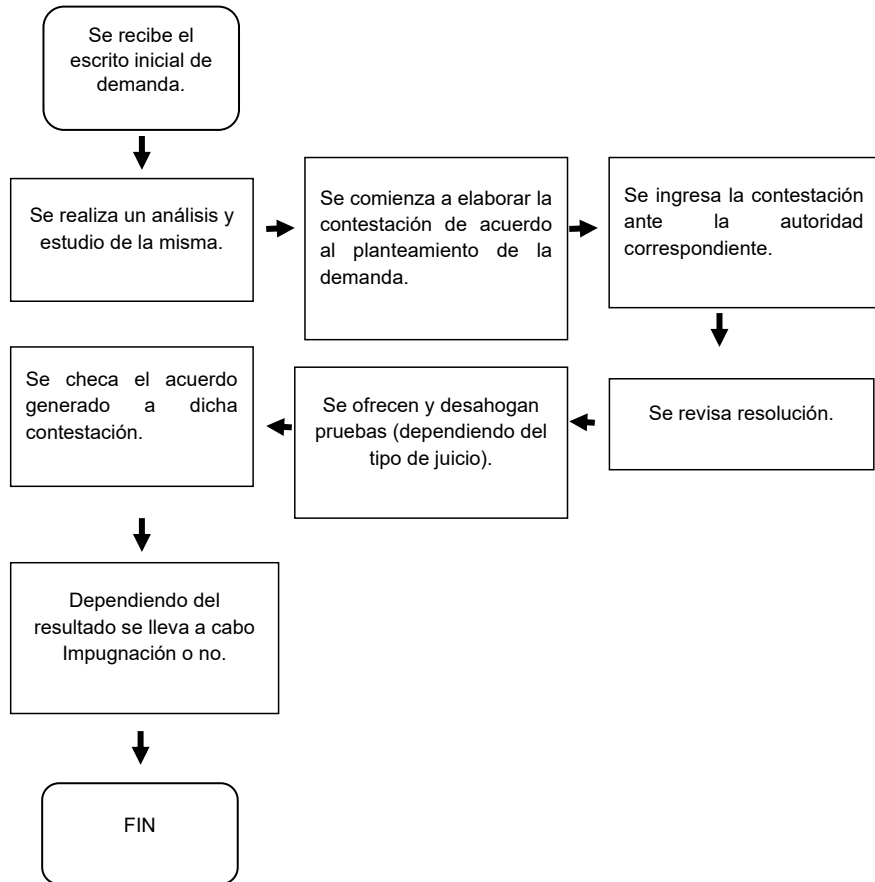 Se recibe el
escrito inicial de
demanda.
Se realiza un análisis y
estudio de la misma.
Se comienza a elaborar la
contestación de acuerdo
al planteamiento de la
demanda.
Se ingresa la contestación
ante la autoridad
correspondiente.
Se revisa resolución.
Se ofrecen y desahogan
pruebas (dependiendo del
tipo de juicio).
Se checa el acuerdo
generado a dicha
contestación.
Dependiendo del
resultado se lleva a cabo
Impugnación o no.
FIN